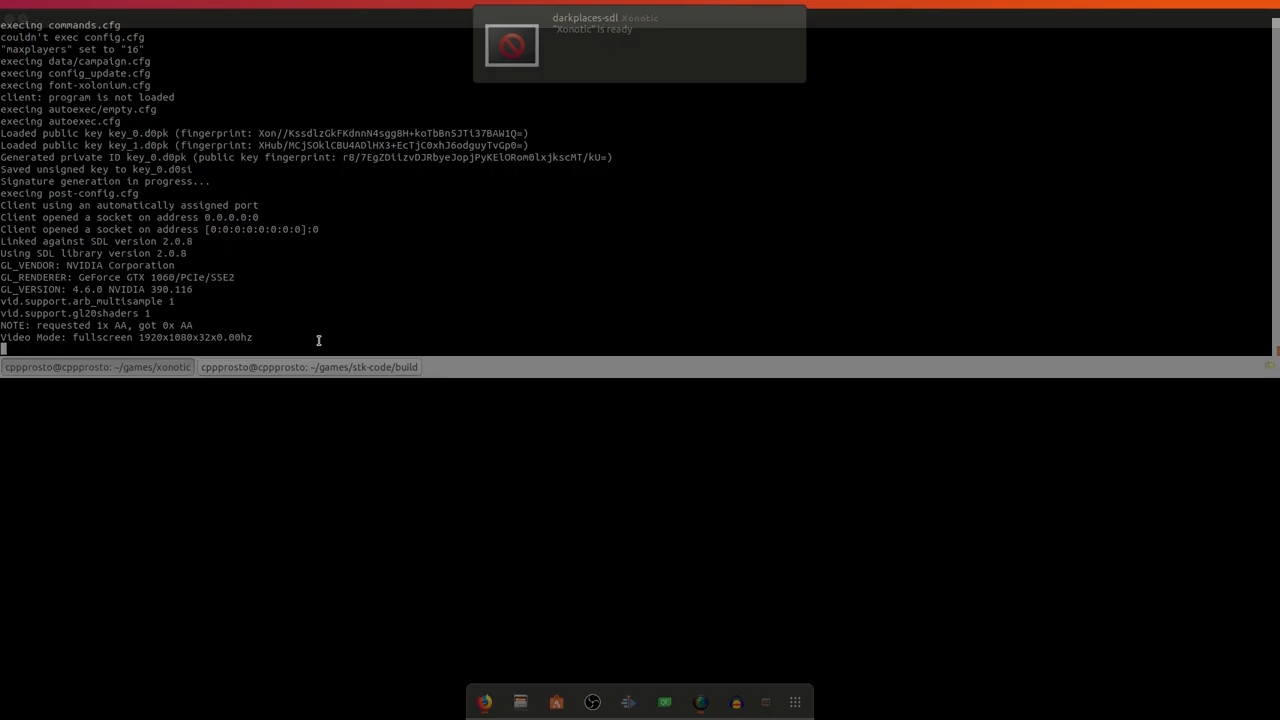 darkplaces-sdl Xonotic
"Xonotic" is ready
execing commands.cfg
couldn't exec config.cfg
"maxplayers" set to "16"
execing data/campaign.cfg
execing config_update.cfg
execing font-xolonium.cfg
client: program is not loaded
execing autoexec/empty.cfg
execing autoexec.cfg
Loaded public key key_0.d0pk (fingerprint: Xon//KssdlzGkFKdnnN4sgg8H+koTbBn5JTi37BAW1Q=)
Loaded public key key_1.d0pk (fingerprint: XHub/MCjSOklCBU4ADlHX3+EcTjC0xhJ6odguyTvGp0=)
Generated private ID key_0.d0pk (public key fingerprint: r8/7EgZDiizvDJRbyeJopjPyKElORom0lxjkscMT/kU=)
Saved unsigned key to key_0.d0si
Signature generation in progress...
execing post-config.cfg
Client using an automatically assigned port
Client opened a socket on address 0.0.0.0:0
Client opened a socket on address [0:0:0:0:0:0:0:0]:0
Linked against SDL version 2.0.8
Using SDL library version 2.0.8
GL_VENDOR: NVIDIA Corporation
GL_RENDERER: GeForce GTX 1060/PCIe/SSE2
GL_VERSION: 4.6.0 NVIDIA 390.116
vid.support.arb_multisample 1
vid.support.gl20shaders 1
NOTE: requested 1x AA, got 0x AA
Video Mode: fullscreen 1920x1080x32x0.00hz
cppprosto@cppprosto: ~/games/xonotic
cppprosto@cppprosto: ~/games/stk-code/build